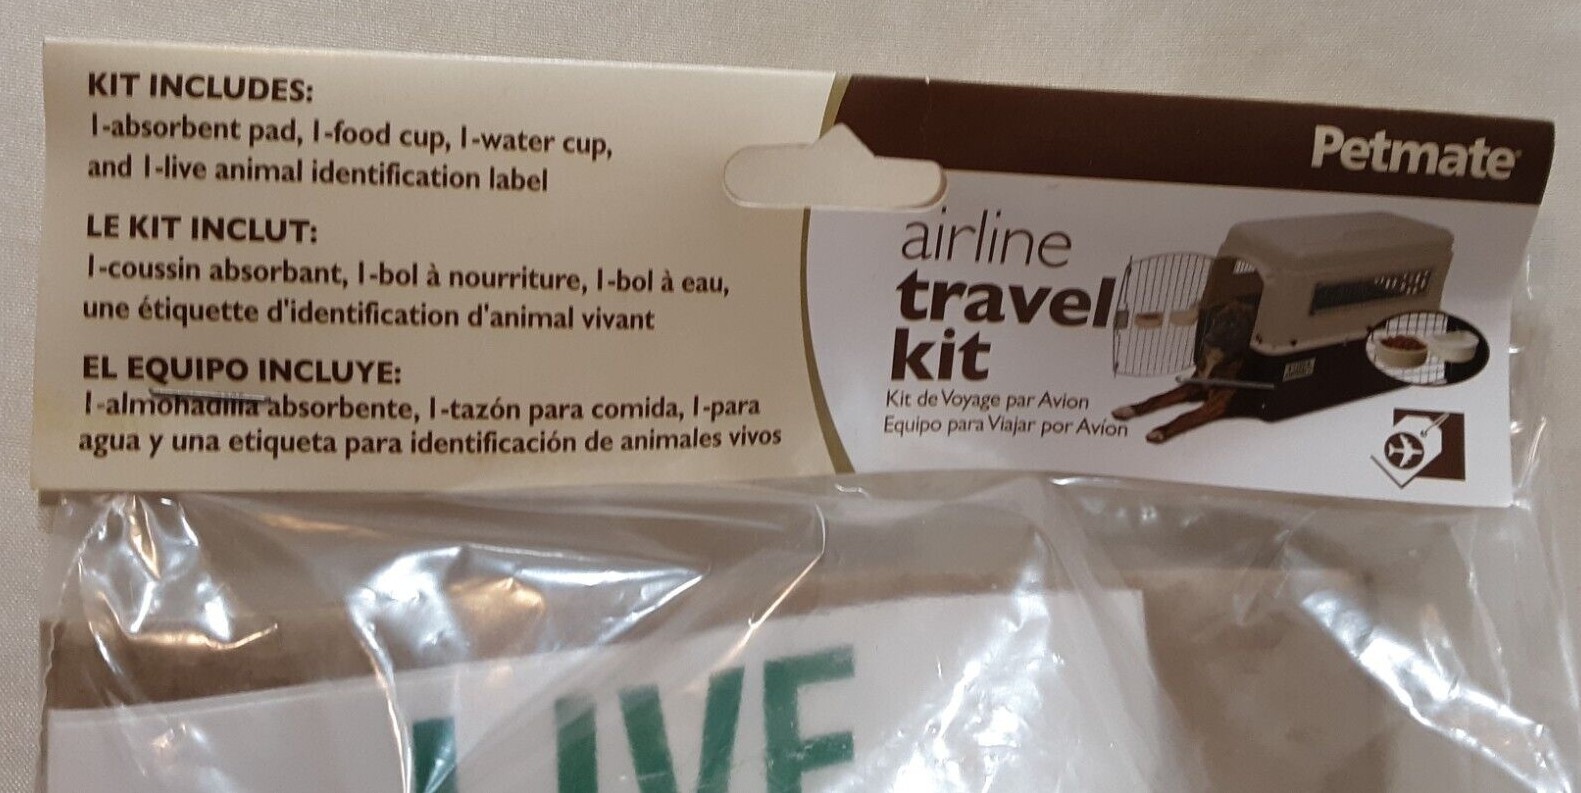 KIT INCLUDES:
1-absorbent pad, 1-food cup, 1-water cup,
and 1-live animal identification label
LE KIT INCLUT:
1-coussin absorbant, 1-bol à nourriture, 1-bol à eau,
une étiquette d'identification d'animal vivant
EL EQUIPO INCLUYE:
1-almohadilla absorbente, 1-tazón para comida, 1-para
agua y una etiqueta para identificación de animales vivos
Petmate
airline
travel
kit
Kit de Voyage par Avion
Equipo para Viajar por Avíon
LIVE